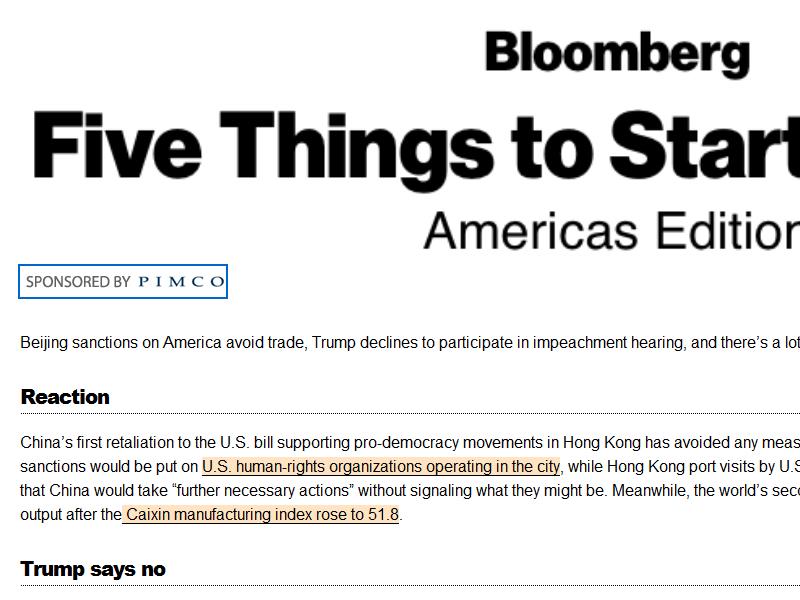 Bloomberg
Five Things to Start
Americas Edition
SPONSORED BY PIMCO
Beijing sanctions on America avoid trade, Trump declines to participate in impeachment hearing, and there’s a lot
Reaction
China’s first retaliation to the U.S. bill supporting pro-democracy movements in Hong Kong has avoided any meas
sanctions would be put on U.S. human-rights organizations operating in the city, while Hong Kong port visits by U.S
that China would take “further necessary actions” without signaling what they might be. Meanwhile, the world’s seco
output after the Caixin manufacturing index rose to 51.8.
Trump says no